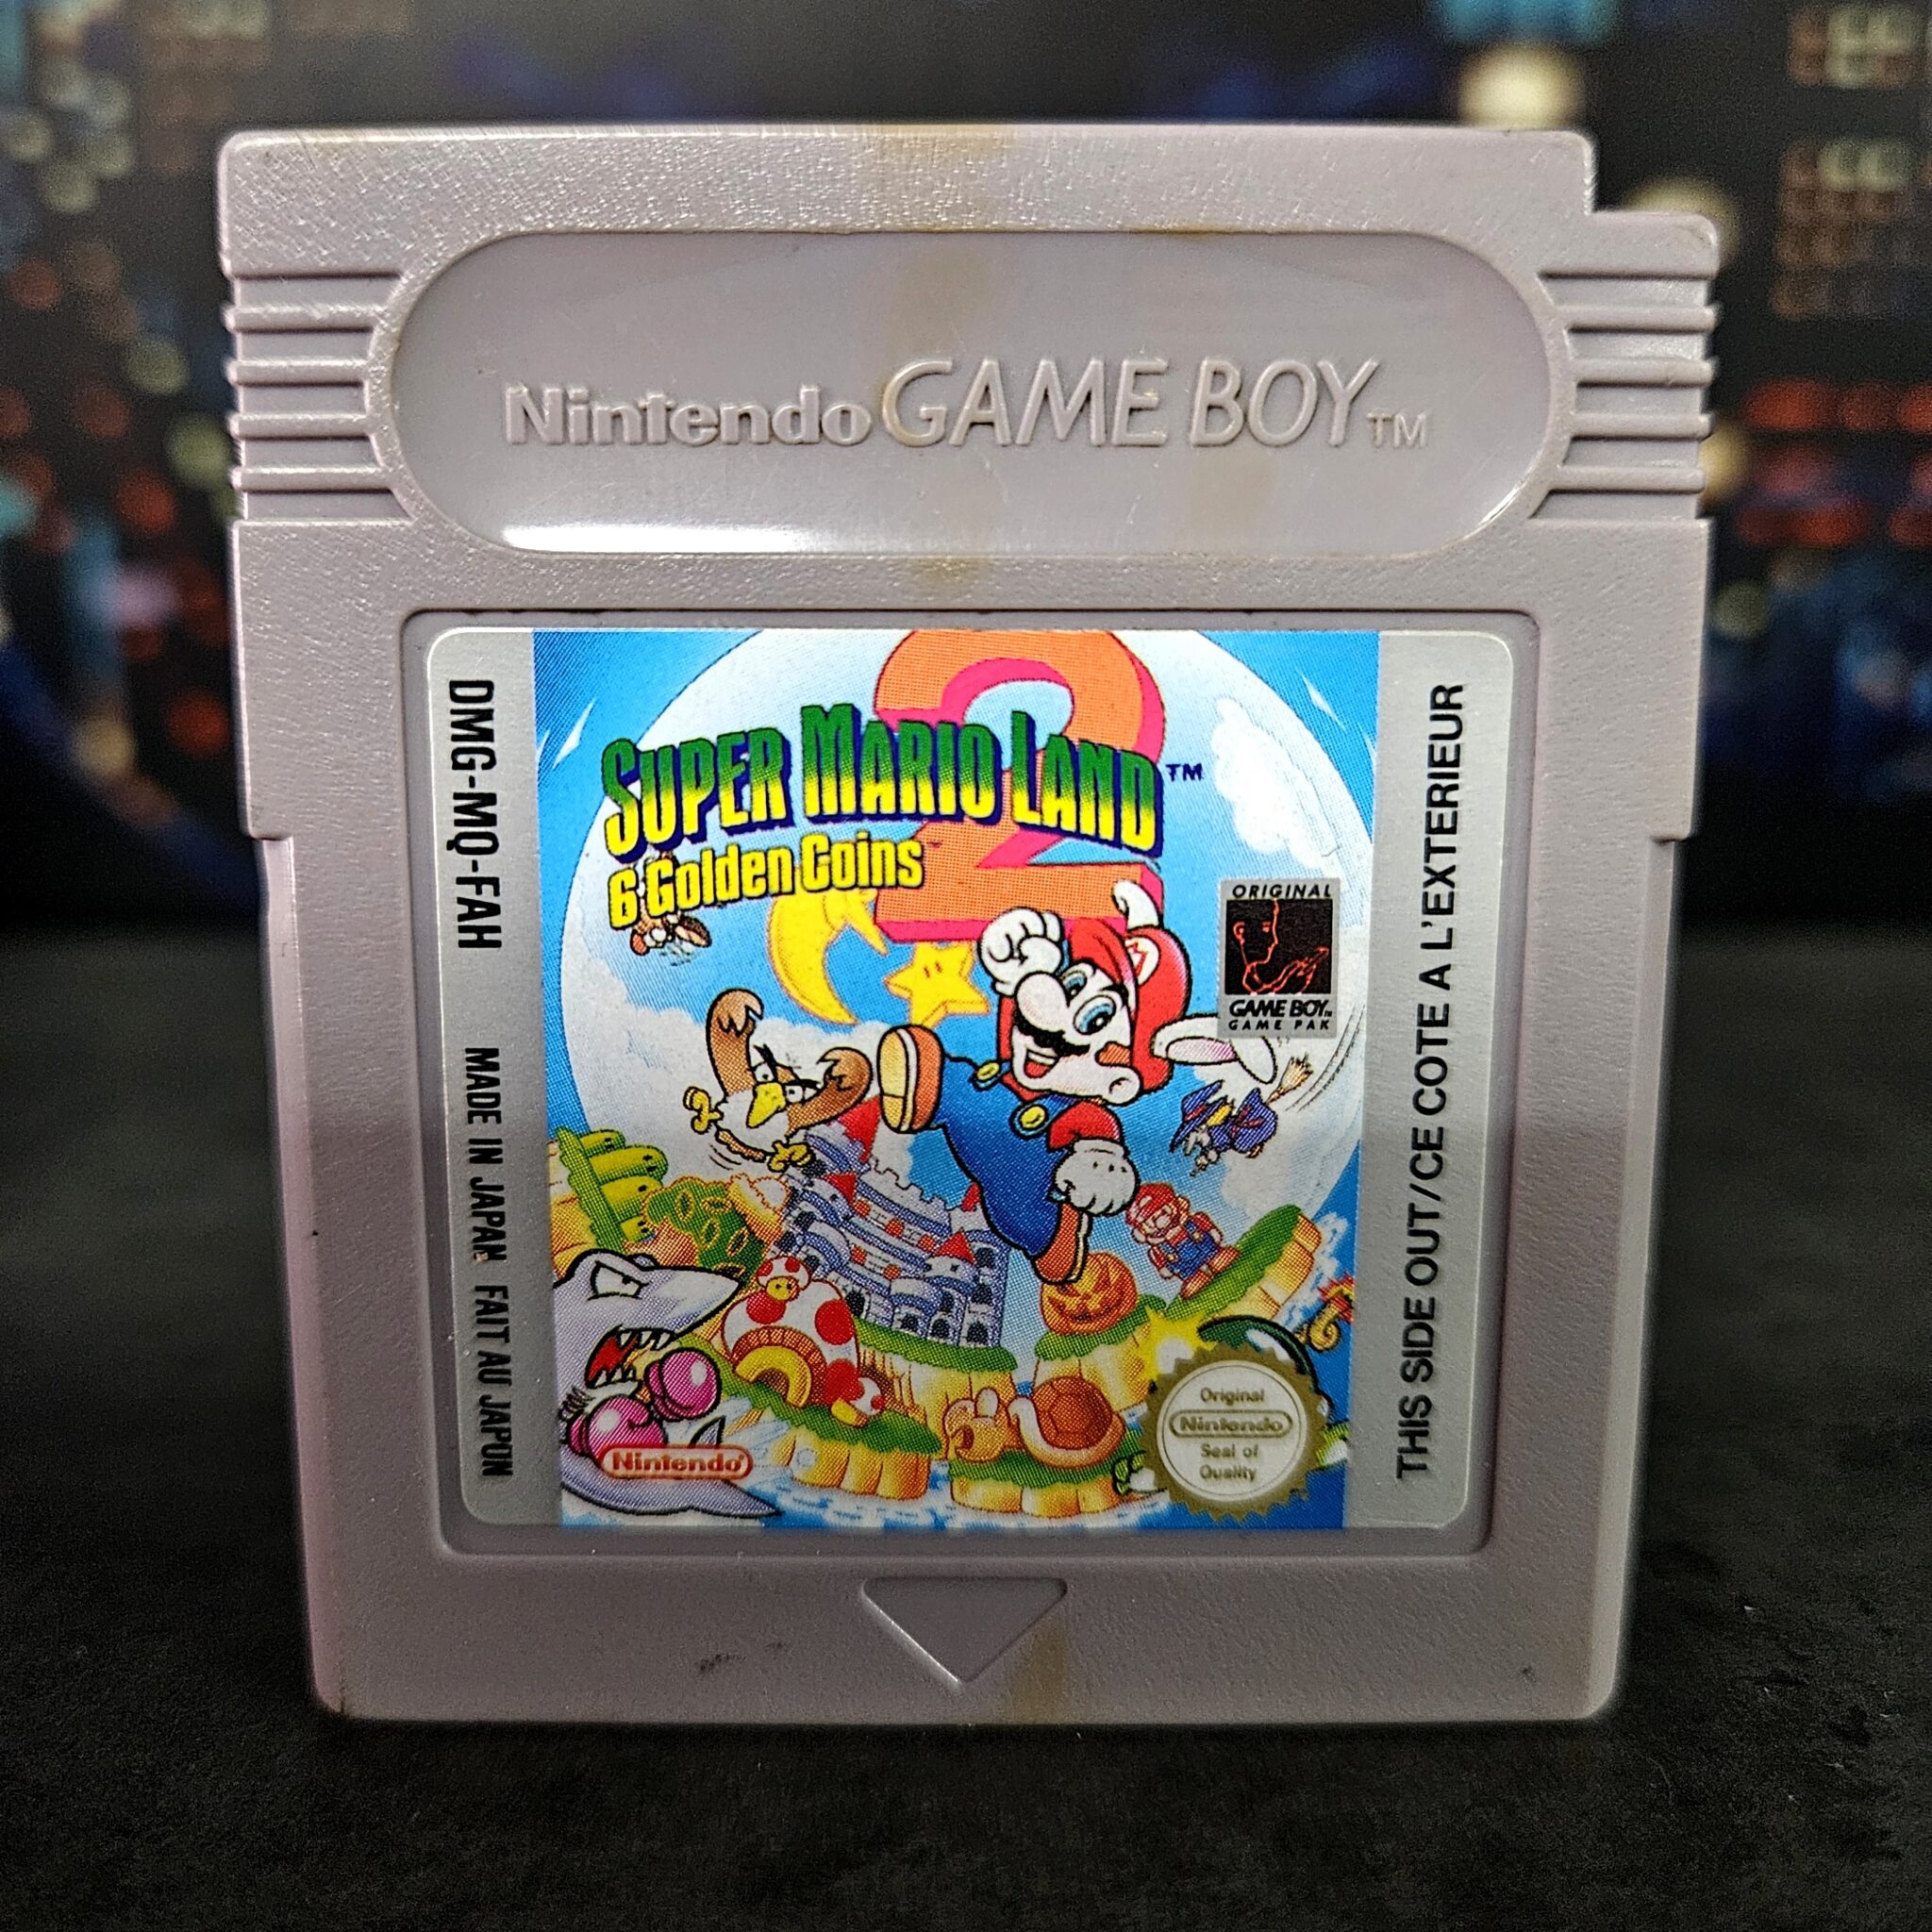 Nintendo GAME BOY TM
DMG-MQ-FAH
MADE IN JAPAN FAIT AU JAPON
2
SUPER MARIO LAND TM
6 Golden Coins
M
ORIGINAL
GAME BOY TM
GAME PAK
Nintendo®
Original
Nintendo
Seal of
Quality
THIS SIDE OUT/CE COTE A L'EXTERIEUR